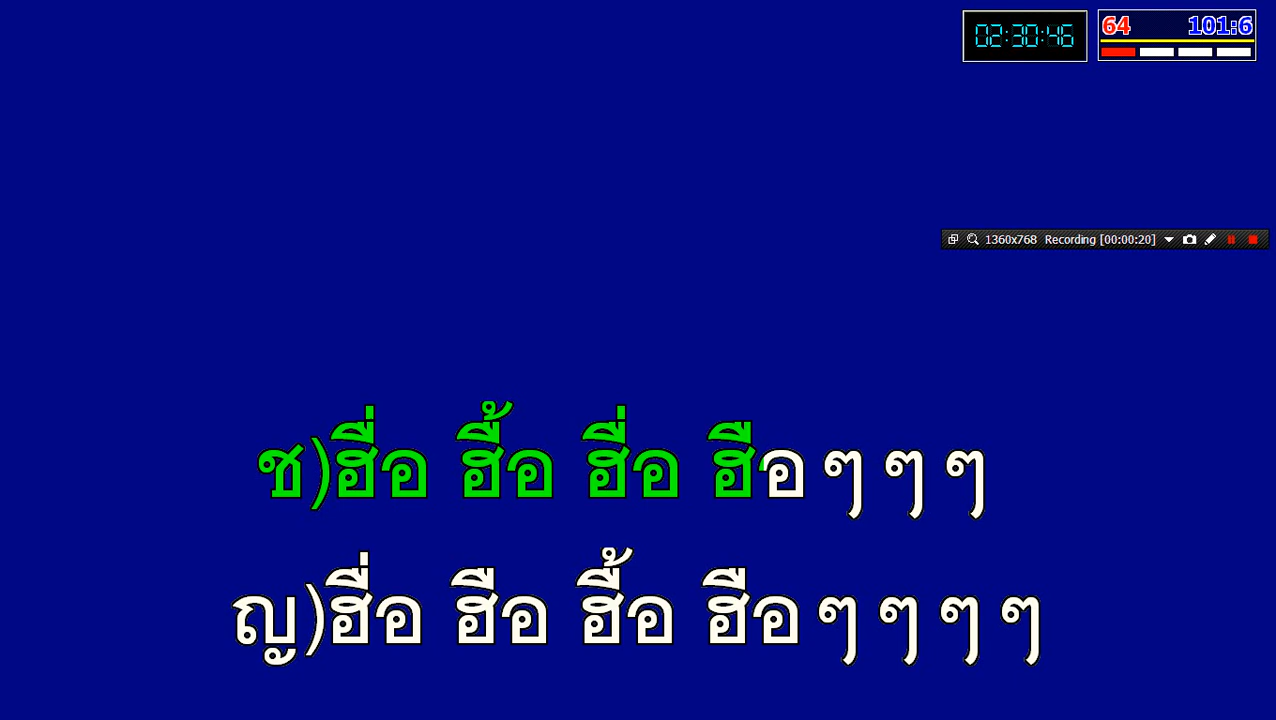 02:30:46
64 101:6
1360x768 Recording [00:00:20]
ช)ฮื่อ ฮื้อ ฮื่อ ฮือๆๆๆ
ญ)ฮื่อ ฮือ ฮื้อ ฮือๆๆๆๆ